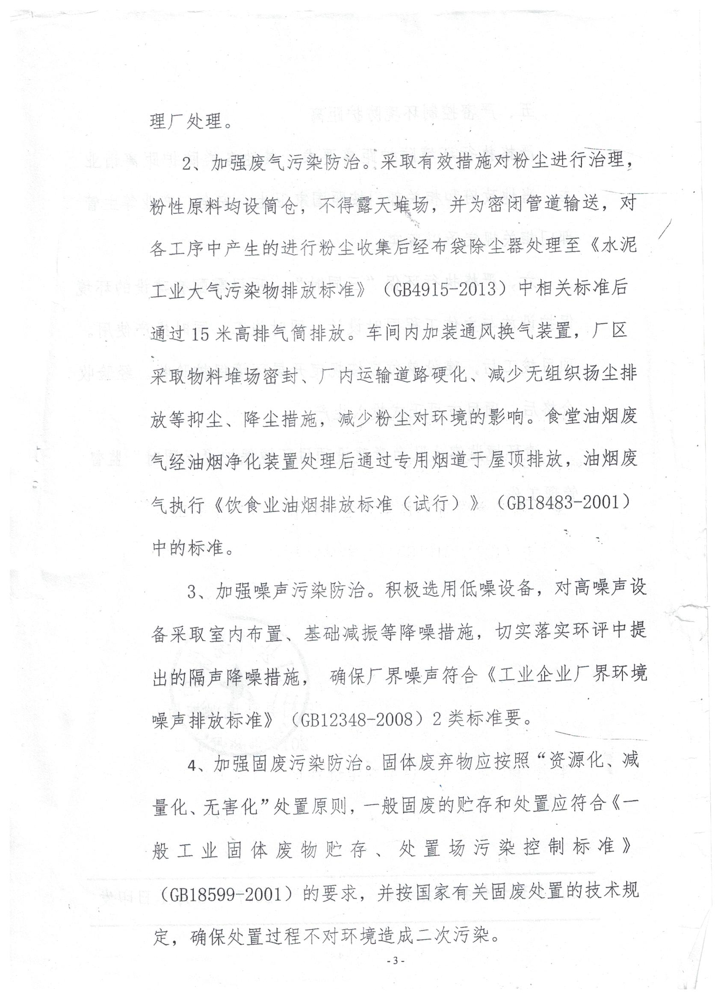 理厂处理。
2、加强废气污染防治。采取有效措施对粉尘进行治理，
粉性原料均设筒仓，不得露天堆场，并为密闭管道输送，对
各工序中产生的进行粉尘收集后经布袋除尘器处理至《水泥
工业大气污染物排放标准》（GB4915-2013）中相关标准后
通过15米高排气筒排放。车间内加装通风换气装置，厂区
采取物料堆场密封、厂内运输道路硬化、减少无组织扬尘排
放等抑尘、降尘措施，减少粉尘对环境的影响。食堂油烟废
气经油烟净化装置处理后通过专用烟道于屋顶排放，油烟废
气执行《饮食业油烟排放标准（试行）》（GB18483-2001）
中的标准。
3、加强噪声污染防治。积极选用低噪设备，对高噪声设
备采取室内布置、基础减振等降噪措施，切实落实环评中提
出的隔声降噪措施， 确保厂界噪声符合《工业企业厂界环境
噪声排放标准》（GB12348-2008）2类标准要。
4、加强固废污染防治。固体废弃物应按照“资源化、减
量化、无害化”处置原则，一般固废的贮存和处置应符合《一
般工业固体废物贮存、处置场污染控制标准》
（GB18599-2001）的要求，并按国家有关固废处置的技术规
定，确保处置过程不对环境造成二次污染。
-3-